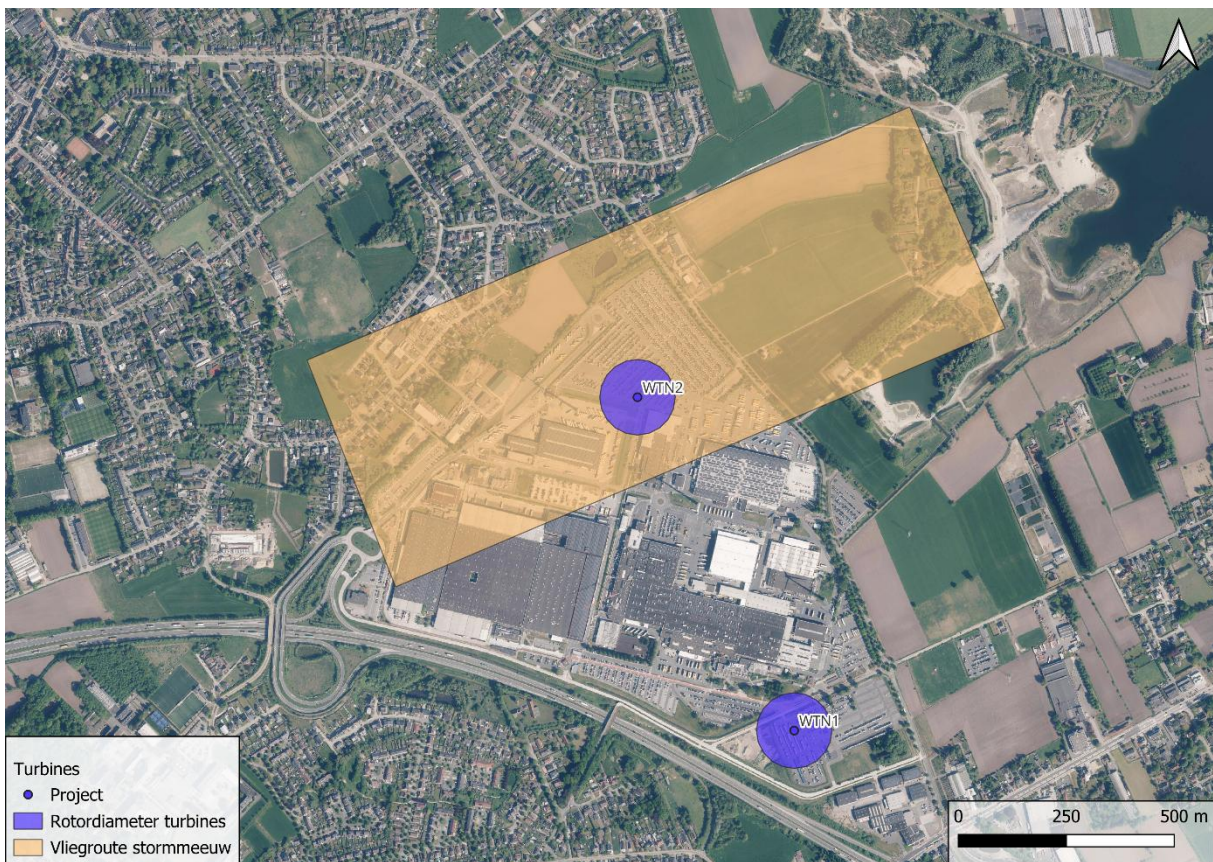 WTN2
WTN1
Turbines
Project
Rotordiameter turbines
Vliegroute stormmeeuw
0 250 500 m